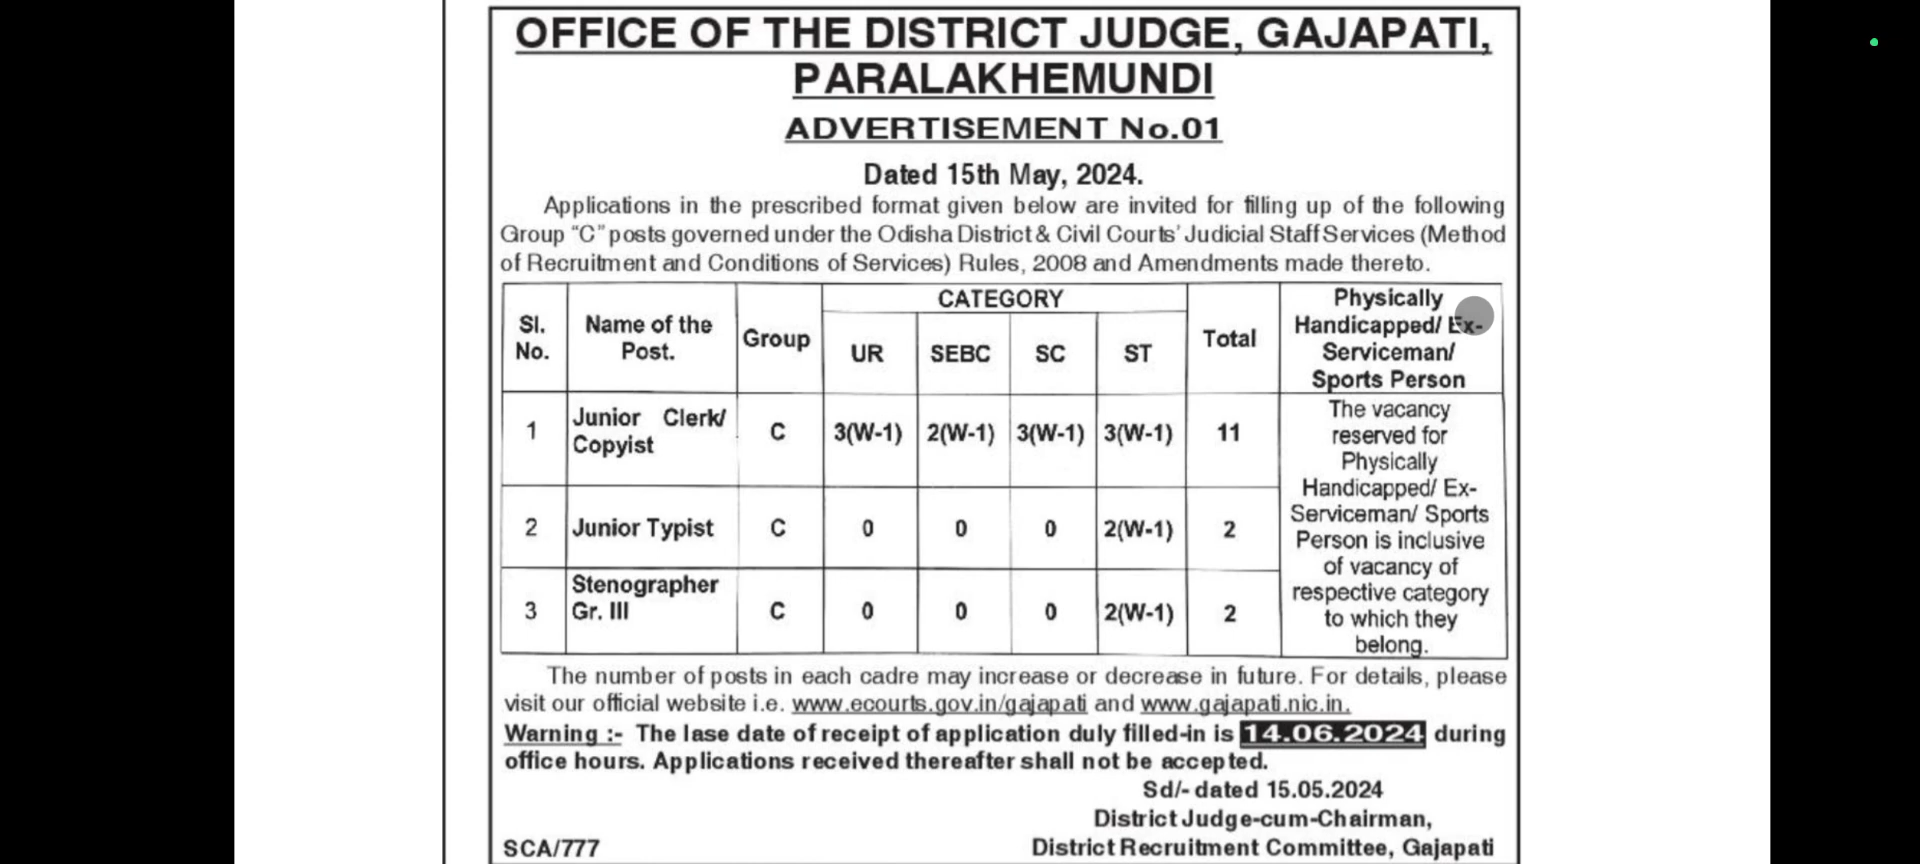 OFFICE OF THE DISTRICT JUDGE, GAJAPATI,
PARALAKHEMUNDI
ADVERTISEMENT No.01
Dated 15th May, 2024.
Applications in the prescribed format given below are invited for filling up of the following
Group “C” posts governed under the Odisha District & Civil Courts’ Judicial Staff Services (Method
of Recruitment and Conditions of Services) Rules, 2008 and Amendments made thereto.
Sl. No. Name of the Post. Group CATEGORY Total Physically Handicapped/ Ex-Serviceman/ Sports Person
UR SEBC SC ST
1 Junior Clerk/ Copyist C 3(W-1) 2(W-1) 3(W-1) 3(W-1) 11
2 Junior Typist C 0 0 0 2(W-1) 2
3 Stenographer Gr. III C 0 0 0 2(W-1) 2
The vacancy
reserved for
Physically
Handicapped/ Ex-
Serviceman/ Sports
Person is inclusive
of vacancy of
respective category
to which they
belong.
The number of posts in each cadre may increase or decrease in future. For details, please
visit our official website i.e. www.ecourts.gov.in/gajapati and www.gajapati.nic.in.
Warning :- The lase date of receipt of application duly filled-in is 14.06.2024 during
office hours. Applications received thereafter shall not be accepted.
Sd/- dated 15.05.2024
District Judge-cum-Chairman,
SCA/777 District Recruitment Committee, Gajapati